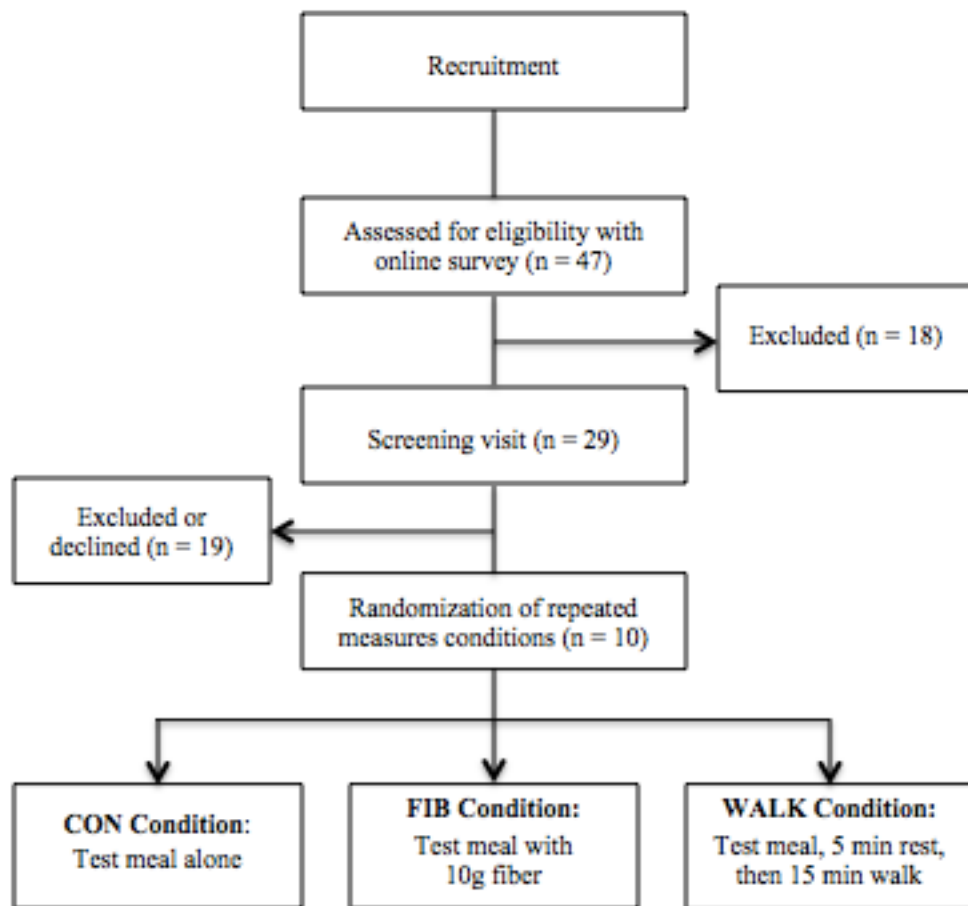 Recruitment
Assessed for eligibility with
online survey (n = 47)
Excluded (n = 18)
Screening visit (n = 29)
Excluded or
declined (n = 19)
Randomization of repeated
measures conditions (n = 10)
CON Condition:
Test meal alone
FIB Condition:
Test meal with
10g fiber
WALK Condition:
Test meal, 5 min rest,
then 15 min walk